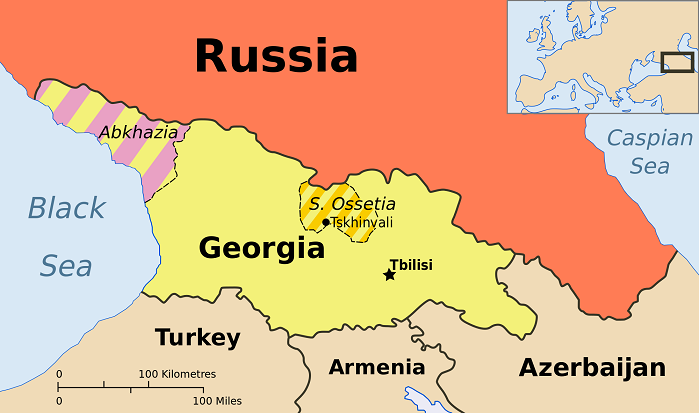 Russia
Abkhazia
Caspian
Sea
Black
Sea
S. Ossetia
Tskhinvali
Georgia
Tbilisi
Turkey
Armenia
Azerbaijan
0 100 Kilometres
0 100 Miles